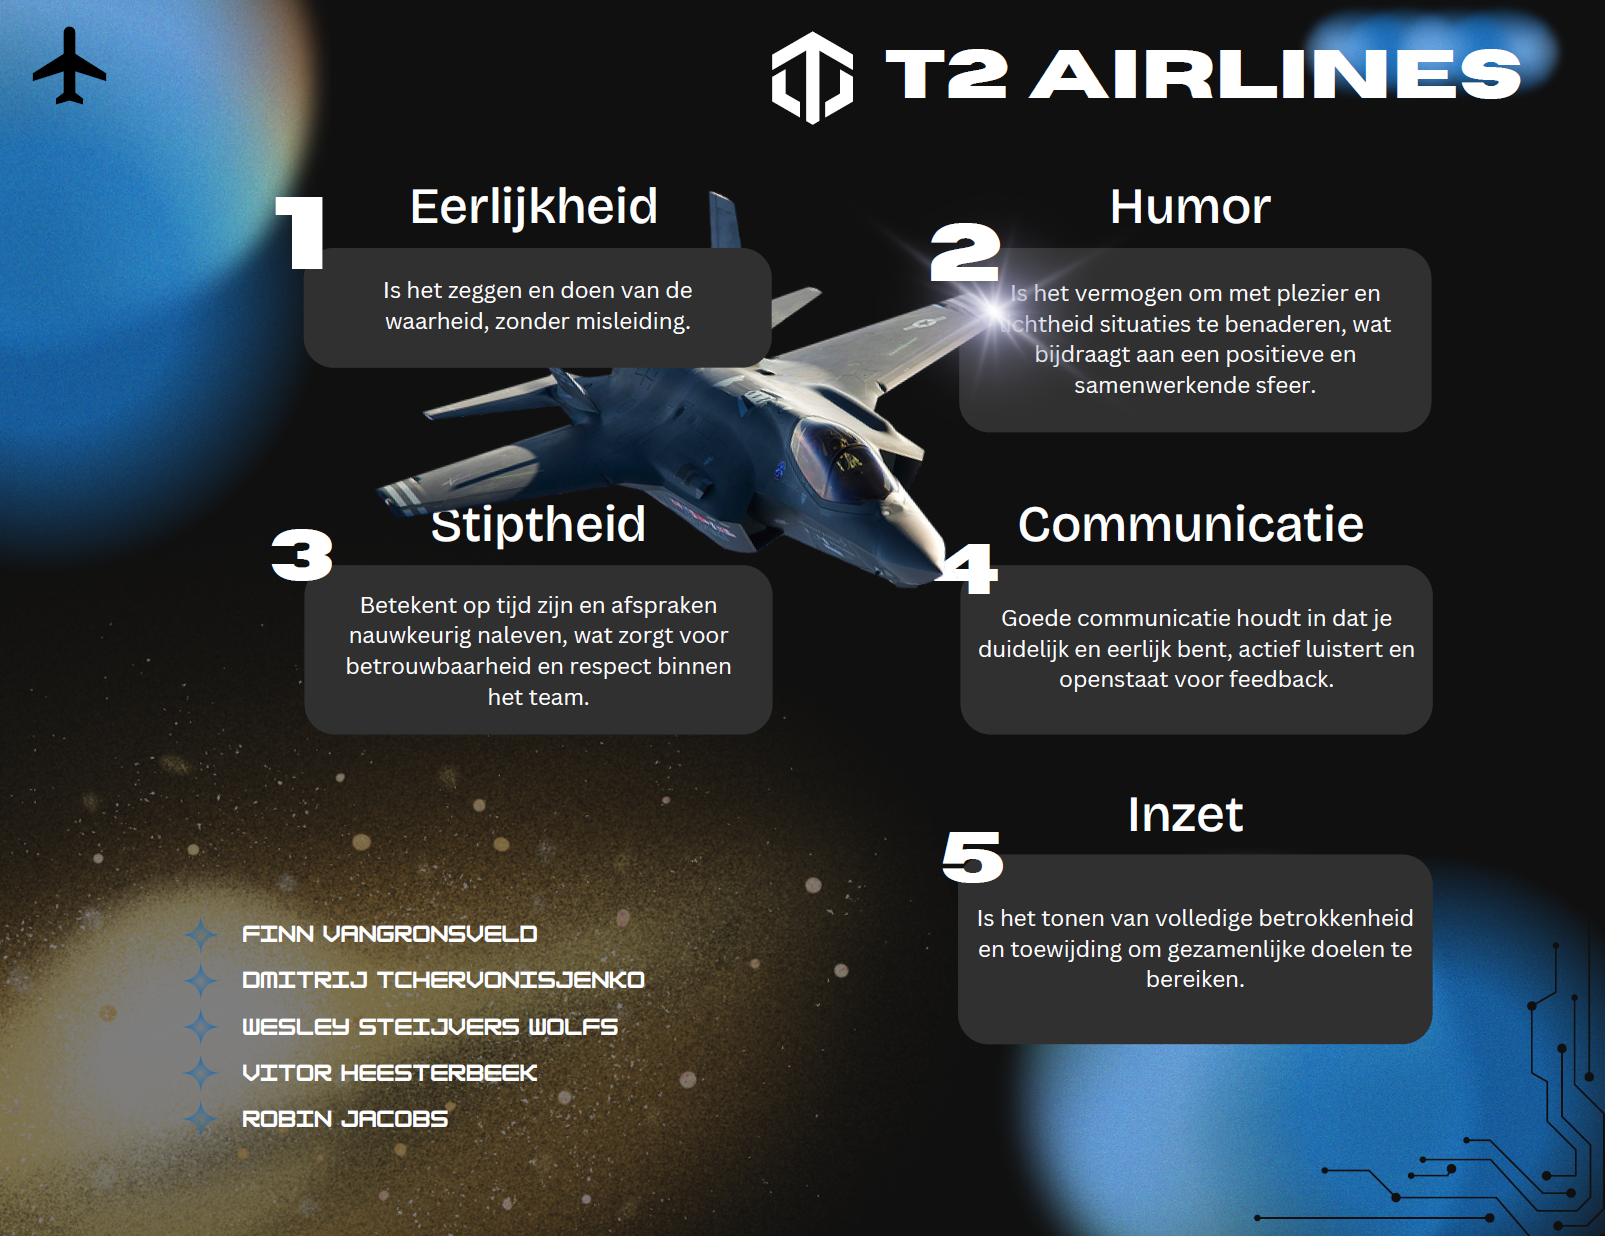 T2 AIRLINES
1
Eerlijkheid
Is het zeggen en doen van de
waarheid, zonder misleiding.
2
Humor
Is het vermogen om met plezier en
lichtheid situaties te benaderen, wat
bijdraagt aan een positieve en
samenwerkende sfeer.
3
Stiptheid
Betekent op tijd zijn en afspraken
nauwkeurig naleven, wat zorgt voor
betrouwbaarheid en respect binnen
het team.
4
Communicatie
Goede communicatie houdt in dat je
duidelijk en eerlijk bent, actief luistert en
openstaat voor feedback.
5
Inzet
Is het tonen van volledige betrokkenheid
en toewijding om gezamenlijke doelen te
bereiken.
FINN VANGRONSVELD
DMITRIJ TCHERVONISJENKO
WESLEY STEIJVERS WOLFS
VITOR HEESTERBEEK
ROBIN JACOBS